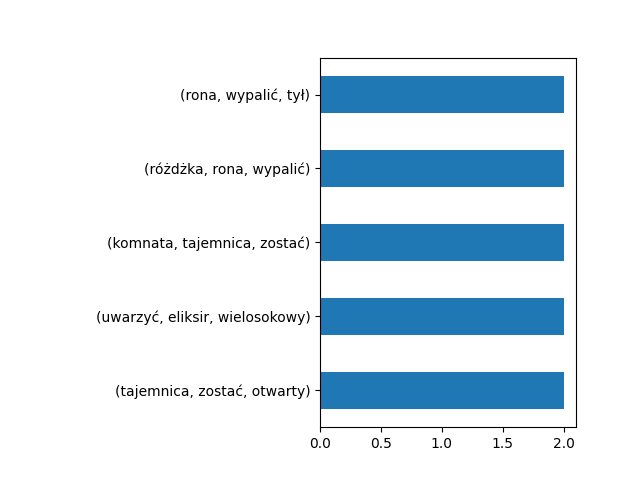 (rona, wypalić, tył)
(różdżka, rona, wypalić)
(komnata, tajemnica, zostać)
(uwarzyć, eliksir, wielosokowy)
(tajemnica, zostać, otwarty)
0.0 0.5 1.0 1.5 2.0